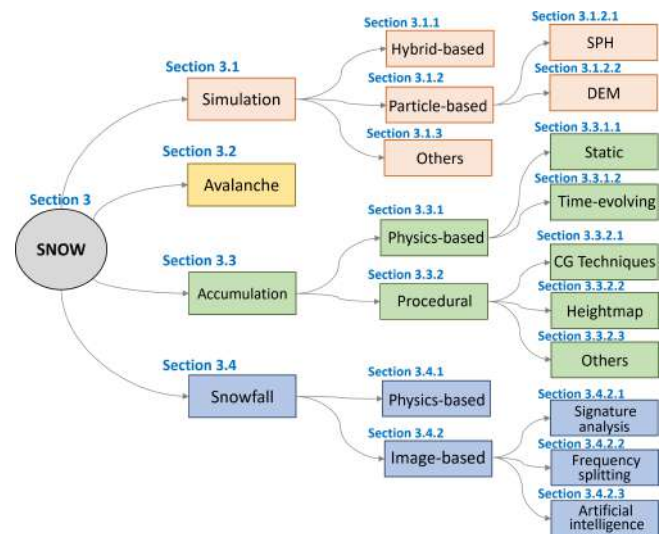 Section 3
SNOW
Section 3.1
Simulation
Section 3.1.1
Hybrid-based
Section 3.1.2
Particle-based
Section 3.1.2.1
SPH
Section 3.1.2.2
DEM
Section 3.1.3
Others
Section 3.2
Avalanche
Section 3.3
Accumulation
Section 3.3.1
Physics-based
Section 3.3.1.1
Static
Section 3.3.1.2
Time-evolving
Section 3.3.2
Procedural
Section 3.3.2.1
CG Techniques
Section 3.3.2.2
Heightmap
Section 3.3.2.3
Others
Section 3.4
Snowfall
Section 3.4.1
Physics-based
Section 3.4.2
Image-based
Section 3.4.2.1
Signature
analysis
Section 3.4.2.2
Frequency
splitting
Section 3.4.2.3
Artificial
intelligence